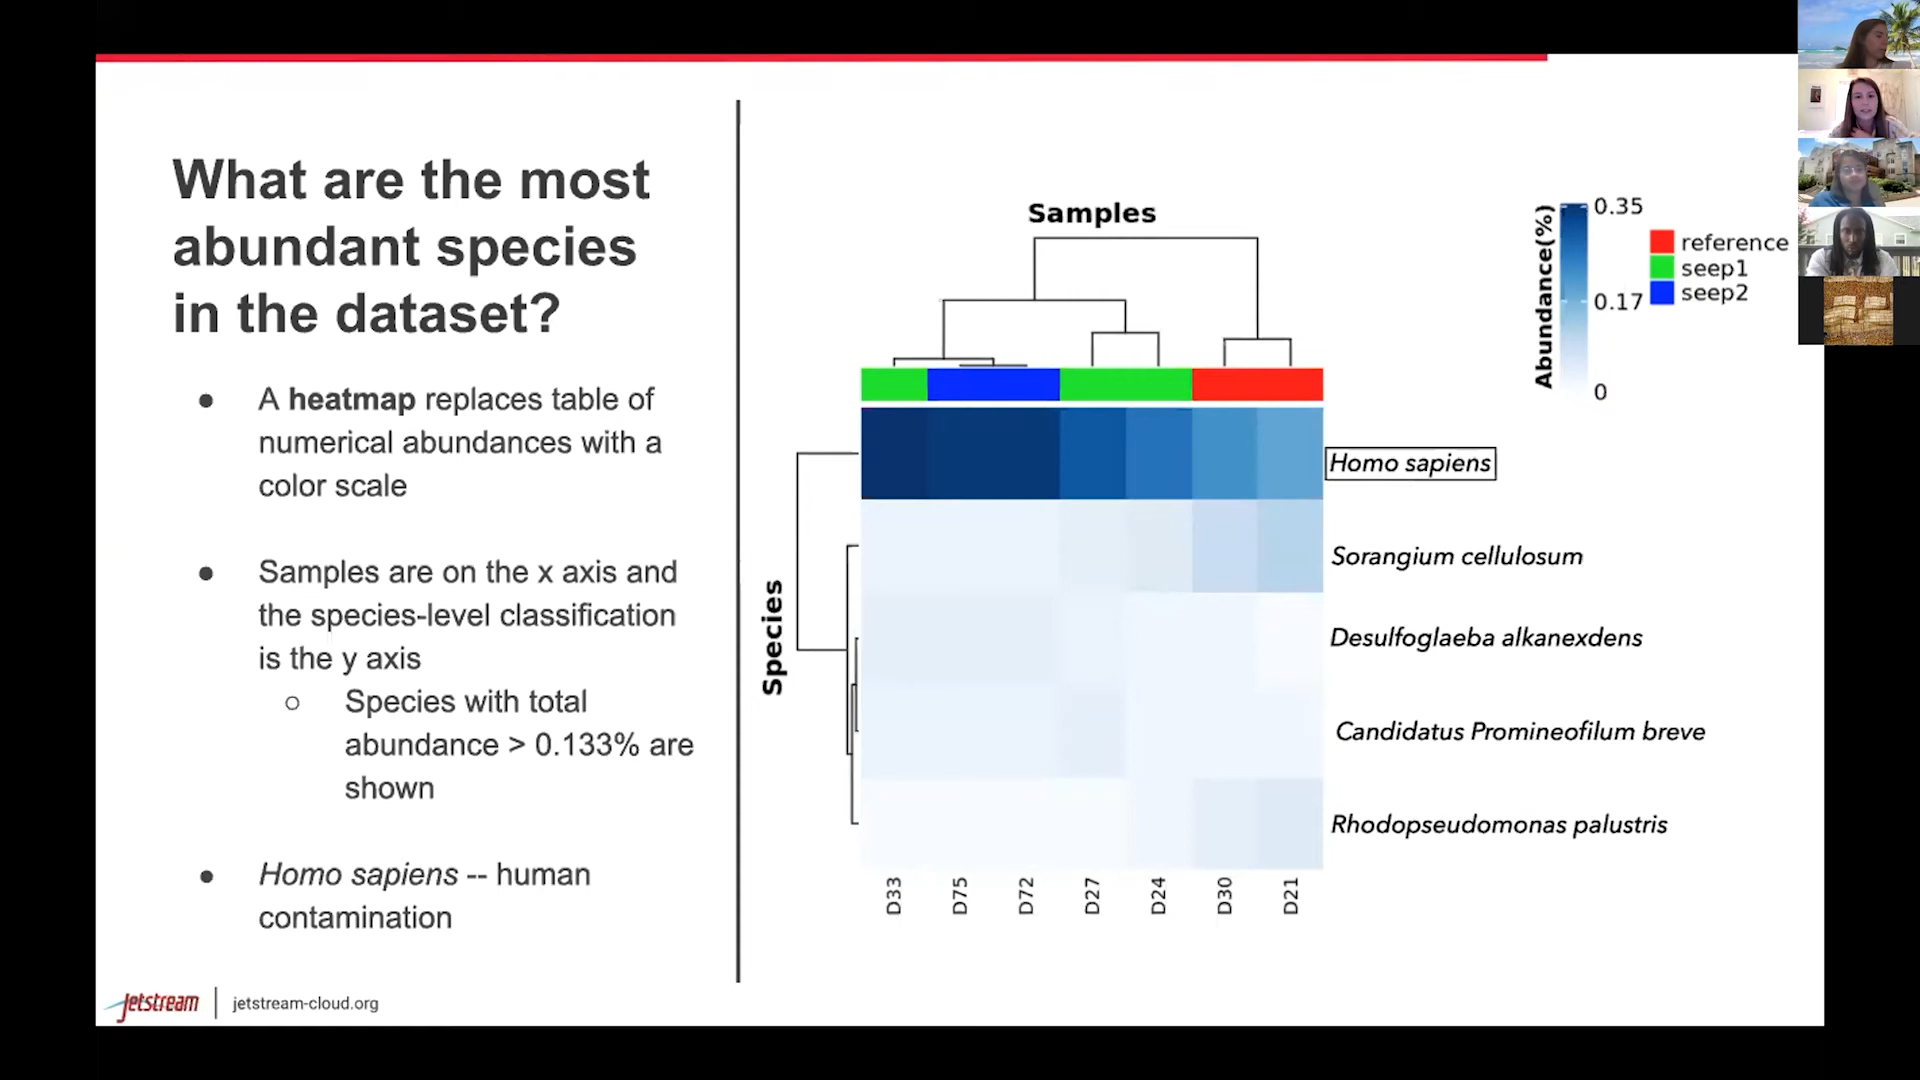 What are the most
abundant species
in the dataset?
● A heatmap replaces table of
numerical abundances with a
color scale
● Samples are on the x axis and
the species-level classification
is the y axis
○ Species with total
abundance > 0.133% are
shown
● Homo sapiens -- human
contamination
Jetstream | jetstream-cloud.org
Samples
Species
Homo sapiens
Sorangium cellulosum
Desulfoglaeba alkanexdens
Candidatus Promineofilum breve
Rhodopseudomonas palustris
D33 D75 D72 D27 D24 D30 D21
Abundance(%)
0.35
0.17
0
reference
seep1
seep2